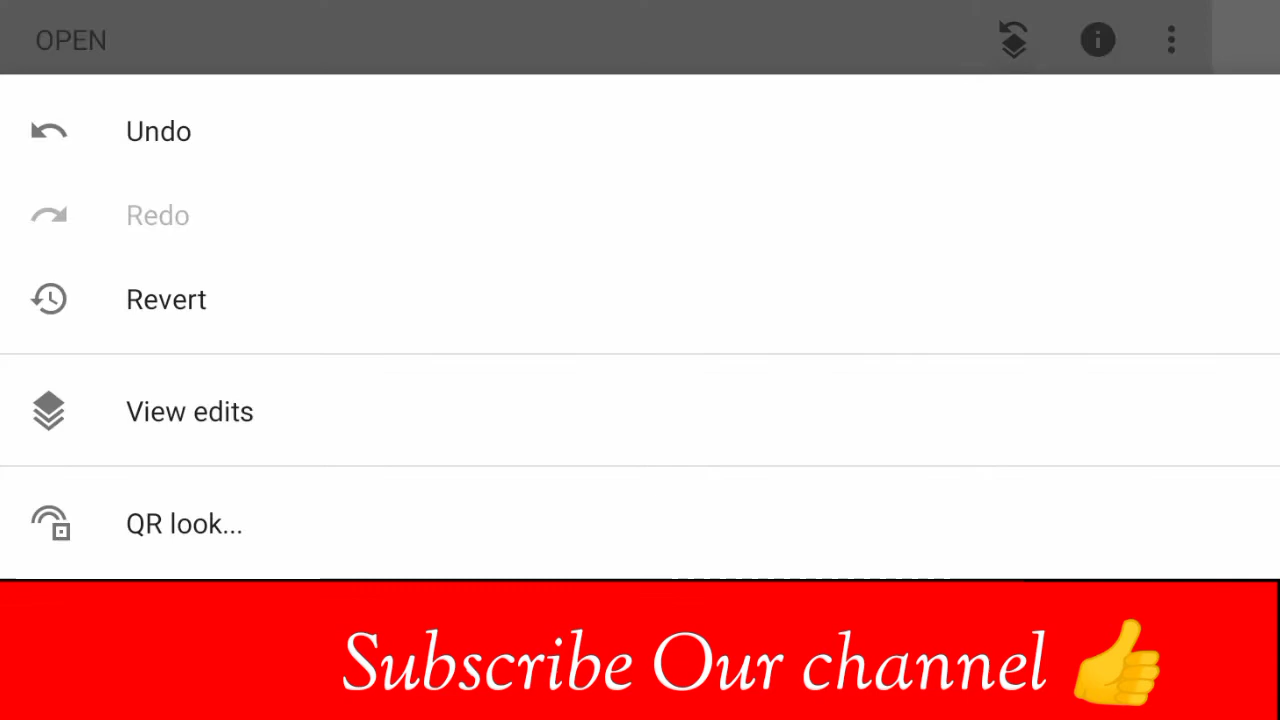 OPEN
Undo
Redo
Revert
View edits
QR look...
Subscribe Our channel 👍